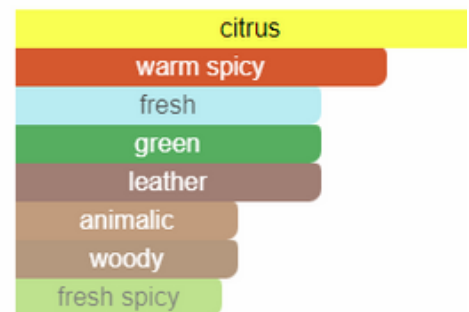 citrus
warm spicy
fresh
green
leather
animalic
woody
fresh spicy